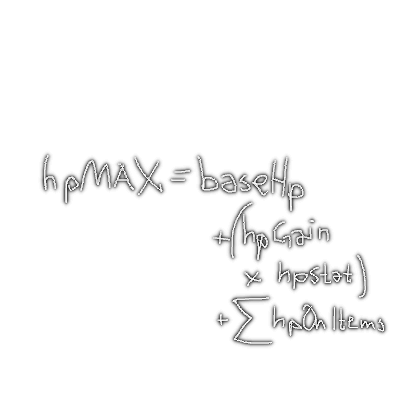 hpMAX = baseHp
+ (hpGain
x hpstat)
+ ∑ hpOnItems